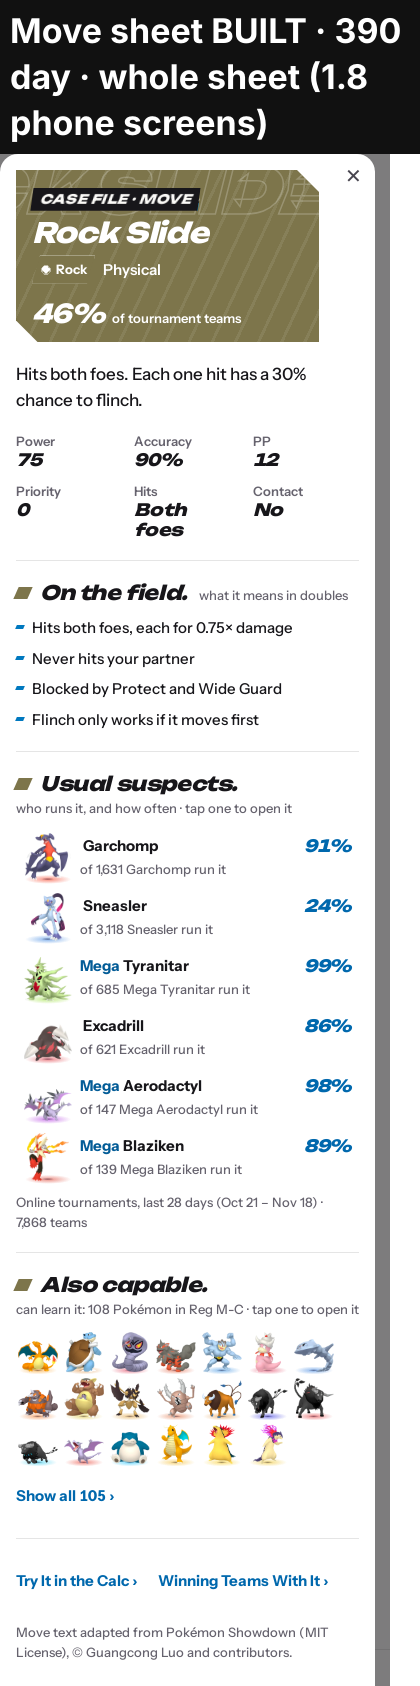 Move sheet BUILT · 390
day · whole sheet (1.8
phone screens)
CASE FILE · MOVE
Rock Slide
Rock Physical
46% of tournament teams
Hits both foes. Each one hit has a 30%
chance to flinch.
Power Accuracy PP
75 90% 12
Priority Hits Contact
0 Both No
foes
On the field. what it means in doubles
Hits both foes, each for 0.75× damage
Never hits your partner
Blocked by Protect and Wide Guard
Flinch only works if it moves first
Usual suspects.
who runs it, and how often · tap one to open it
Garchomp 91%
of 1,631 Garchomp run it
Sneasler 24%
of 3,118 Sneasler run it
Mega Tyranitar 99%
of 685 Mega Tyranitar run it
Excadrill 86%
of 621 Excadrill run it
Mega Aerodactyl 98%
of 147 Mega Aerodactyl run it
Mega Blaziken 89%
of 139 Mega Blaziken run it
Online tournaments, last 28 days (Oct 21 – Nov 18) ·
7,868 teams
Also capable.
can learn it: 108 Pokémon in Reg M-C · tap one to open it
Show all 105 ›
Try It in the Calc › Winning Teams With It ›
Move text adapted from Pokémon Showdown (MIT
License), © Guangcong Luo and contributors.